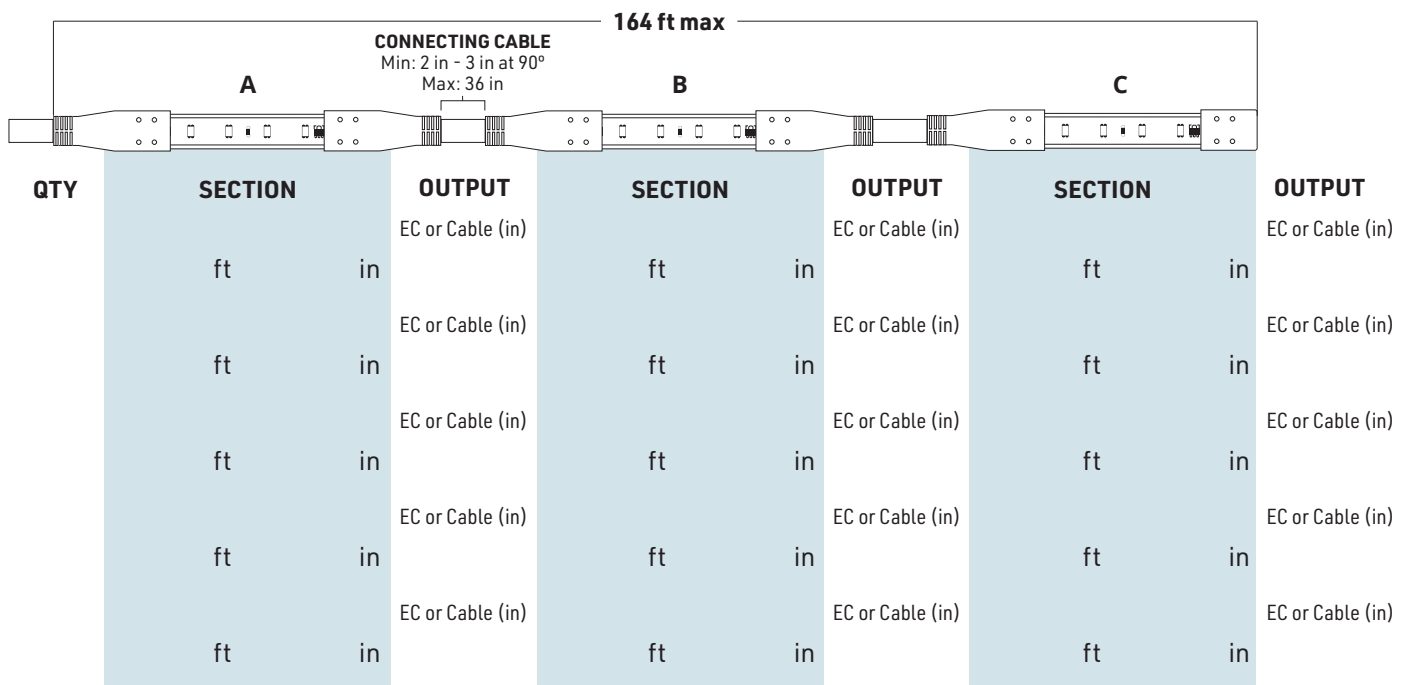 164 ft max
CONNECTING CABLE
Min: 2 in - 3 in at 90º
Max: 36 in
A B C
QTY SECTION OUTPUT SECTION OUTPUT SECTION OUTPUT
EC or Cable (in) EC or Cable (in) EC or Cable (in)
ft in ft in ft in
EC or Cable (in) EC or Cable (in) EC or Cable (in)
ft in ft in ft in
EC or Cable (in) EC or Cable (in) EC or Cable (in)
ft in ft in ft in
EC or Cable (in) EC or Cable (in) EC or Cable (in)
ft in ft in ft in
EC or Cable (in) EC or Cable (in) EC or Cable (in)
ft in ft in ft in